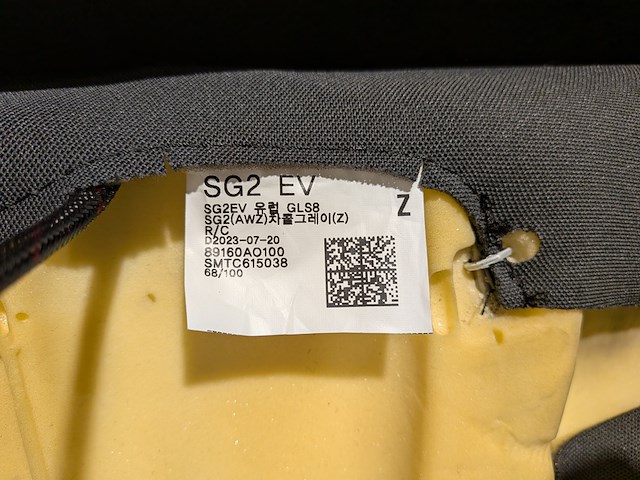 SG2 EV
SG2EV 유럽 GLS8
SG2(AWZ)차콜그레이(Z)
Z
R/C
D2023-07-20
89160AO100
SMTC615038
68/100